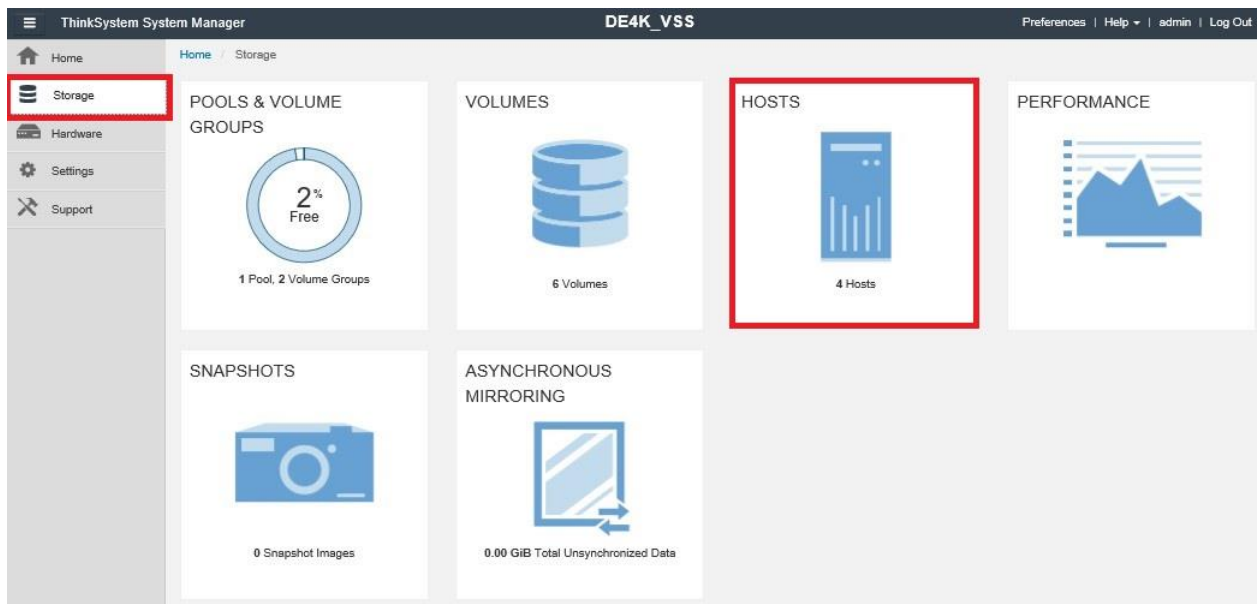 ThinkSystem System Manager
DE4K_VSS
Preferences | Help | admin | Log Out
Home
Storage
Hardware
Settings
Support
Home / Storage
POOLS & VOLUME
GROUPS
2%
Free
1 Pool, 2 Volume Groups
VOLUMES
6 Volumes
HOSTS
4 Hosts
PERFORMANCE
SNAPSHOTS
0 Snapshot Images
ASYNCHRONOUS
MIRRORING
0.00 GiB Total Unsynchronized Data